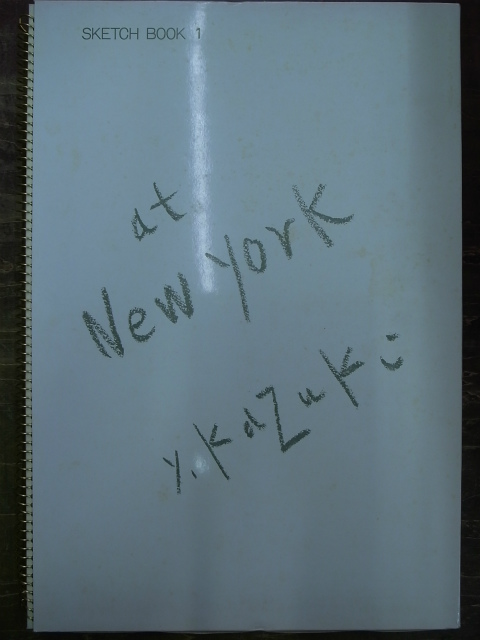 SKETCH BOOK 1
at
New York
Y. Kazuki